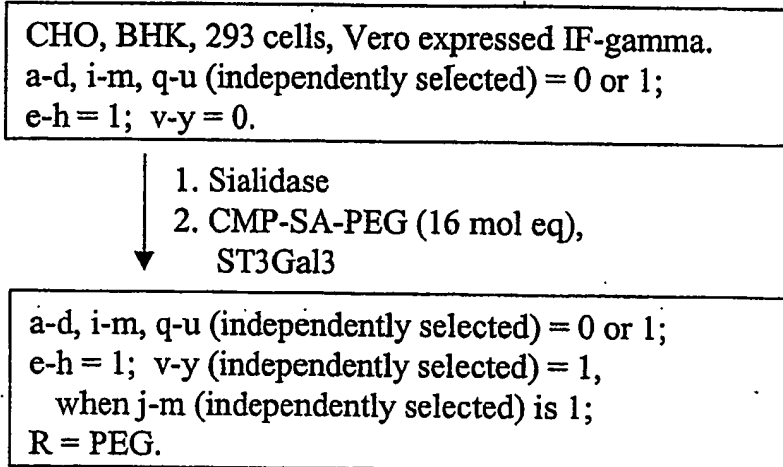 CHO, BHK, 293 cells, Vero expressed IF-gamma.
a-d, i-m, q-u (independently selected) = 0 or 1;
e-h = 1; v-y = 0.
1. Sialidase
2. CMP-SA-PEG (16 mol eq),
ST3Gal3
a-d, i-m, q-u (independently selected) = 0 or 1;
e-h = 1; v-y (independently selected) = 1,
when j-m (independently selected) is 1;
R = PEG.